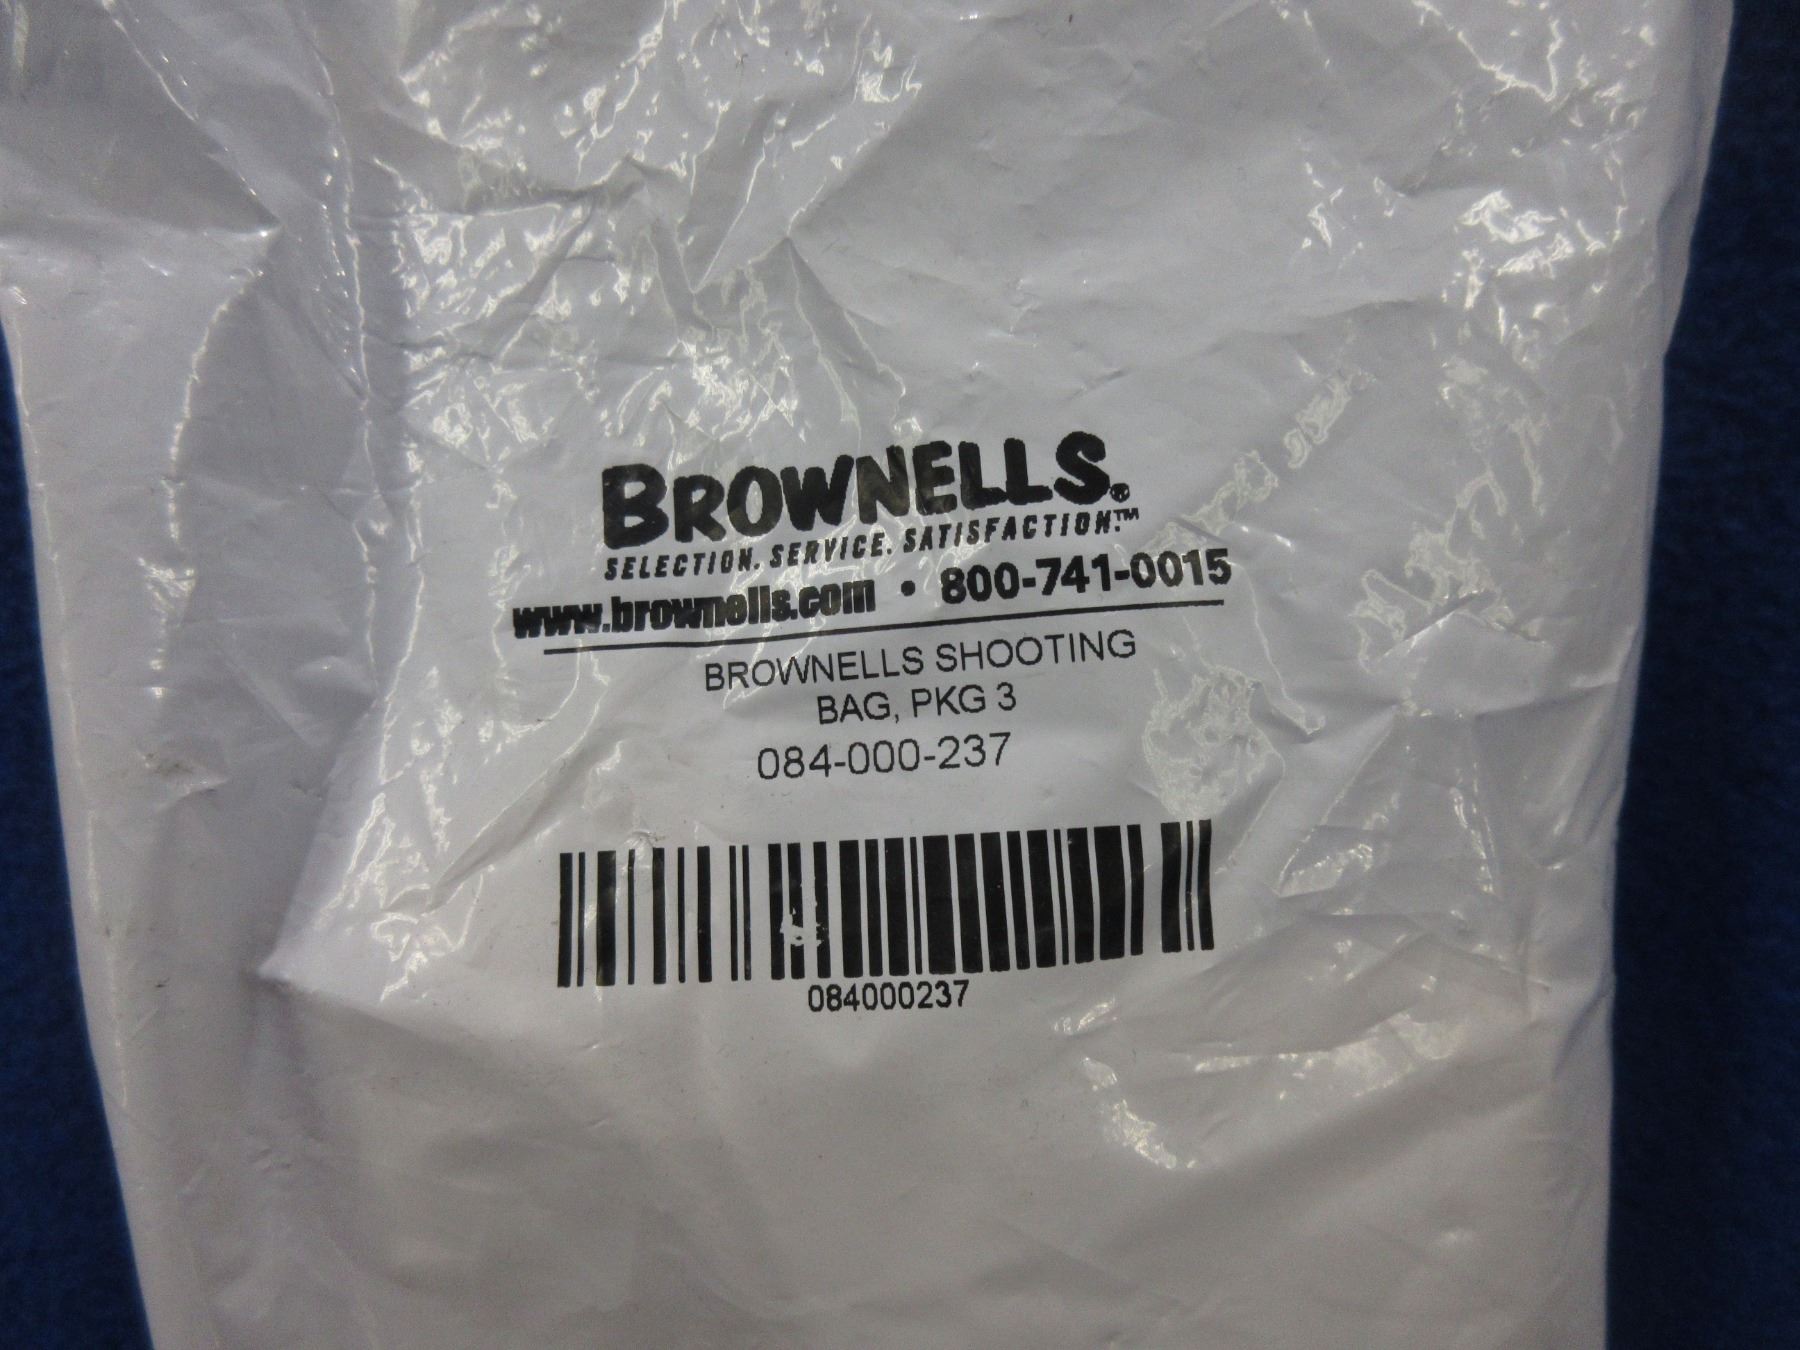 BROWNELLS®
SELECTION. SERVICE. SATISFACTION.™
www.brownells.com • 800-741-0015
BROWNELLS SHOOTING
BAG, PKG 3
084-000-237
084000237